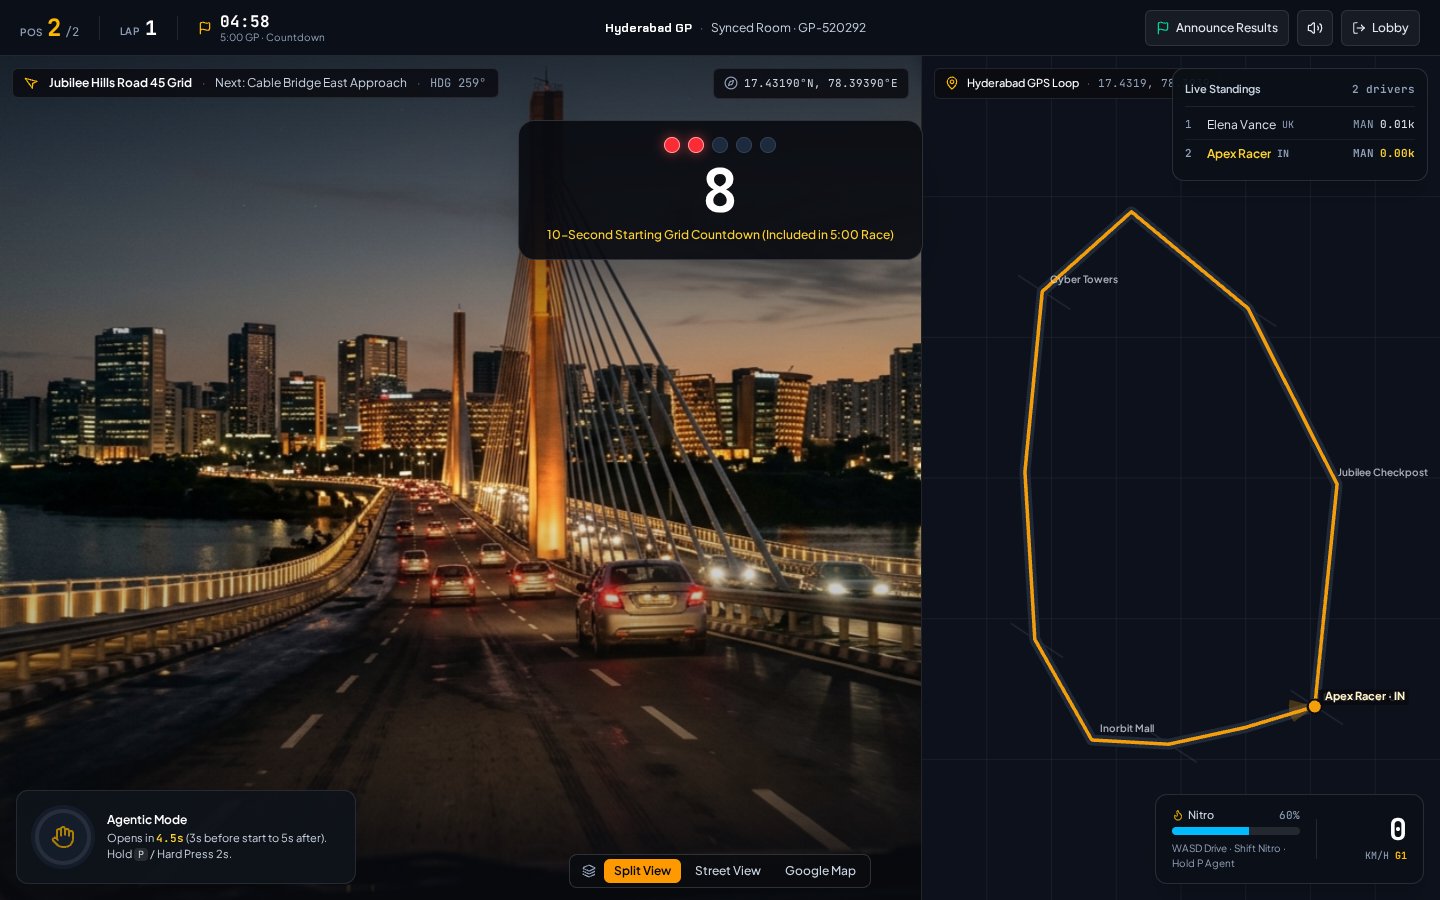 POS 2 /2
LAP 1
04:58
5:00 GP · Countdown
Hyderabad GP · Synced Room · GP-520292
Announce Results
Lobby
Jubilee Hills Road 45 Grid · Next: Cable Bridge East Approach · HDG 259°
17.43190°N, 78.39390°E
Hyderabad GPS Loop · 17.4319, 78
Live Standings 2 drivers
1 Elena Vance UK MAN 0.01k
2 Apex Racer IN MAN 0.00k
8
10-Second Starting Grid Countdown (Included in 5:00 Race)
Cyber Towers
Jubilee Checkpost
Apex Racer · IN
Inorbit Mall
Agentic Mode
Opens in 4.5s (3s before start to 5s after).
Hold P / Hard Press 2s.
Split View
Street View
Google Map
Nitro 60%
WASD Drive · Shift Nitro ·
Hold P Agent
0
KM/H G1